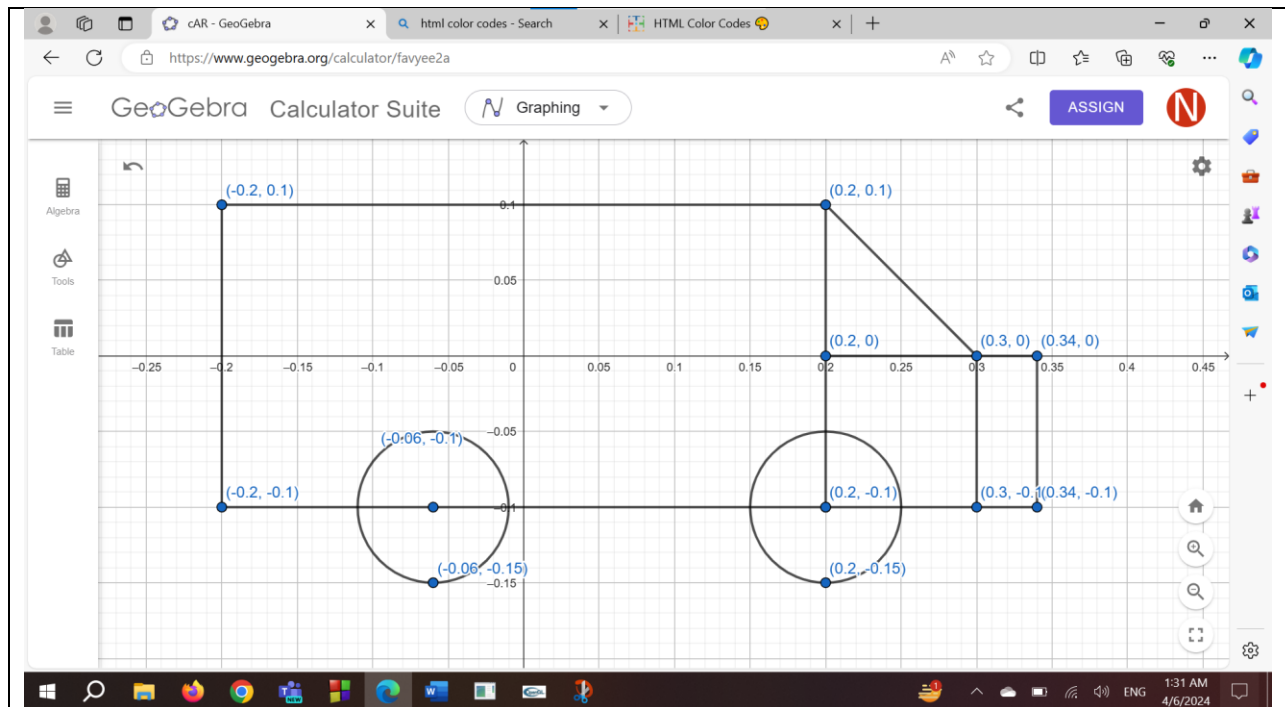 cAR - GeoGebra
html color codes - Search
HTML Color Codes
https://www.geogebra.org/calculator/favyee2a
GeoGebra Calculator Suite
Graphing
ASSIGN
N
Algebra
Tools
Table
(-0.2, 0.1)
(0.2, 0.1)
0.1
0.05
(0.2, 0)
(0.3, 0)
(0.34, 0)
–0.25 –0.2 –0.15 –0.1 –0.05 0 0.05 0.1 0.15 0.2 0.25 0.3 0.35 0.4 0.45
(-0.06, -0.1)
–0.05
(-0.2, -0.1)
–0.1
(0.2, -0.1)
(0.3, -0.1)
(0.34, -0.1)
(-0.06, -0.15)
–0.15
(0.2, -0.15)
NEW
1
ENG
1:31 AM
4/6/2024